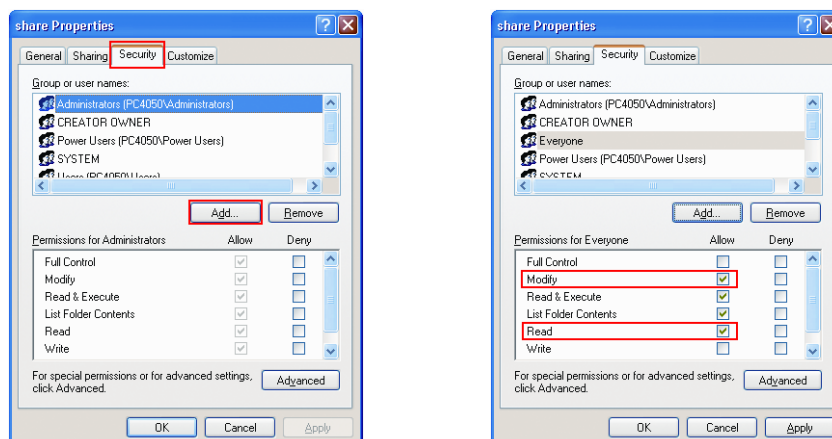 share Properties
General Sharing Security Customize
Group or user names:
Administrators (PC4050\Administrators)
CREATOR OWNER
Power Users (PC4050\Power Users)
SYSTEM
Users (PC4050\Users)
Add... Remove
Permissions for Administrators Allow Deny
Full Control
Modify
Read & Execute
List Folder Contents
Read
Write
For special permissions or for advanced settings,
click Advanced.
Advanced
OK Cancel Apply
share Properties
General Sharing Security Customize
Group or user names:
Administrators (PC4050\Administrators)
CREATOR OWNER
Everyone
Power Users (PC4050\Power Users)
SYSTEM
Add... Remove
Permissions for Everyone Allow Deny
Full Control
Modify
Read & Execute
List Folder Contents
Read
Write
For special permissions or for advanced settings,
click Advanced.
Advanced
OK Cancel Apply